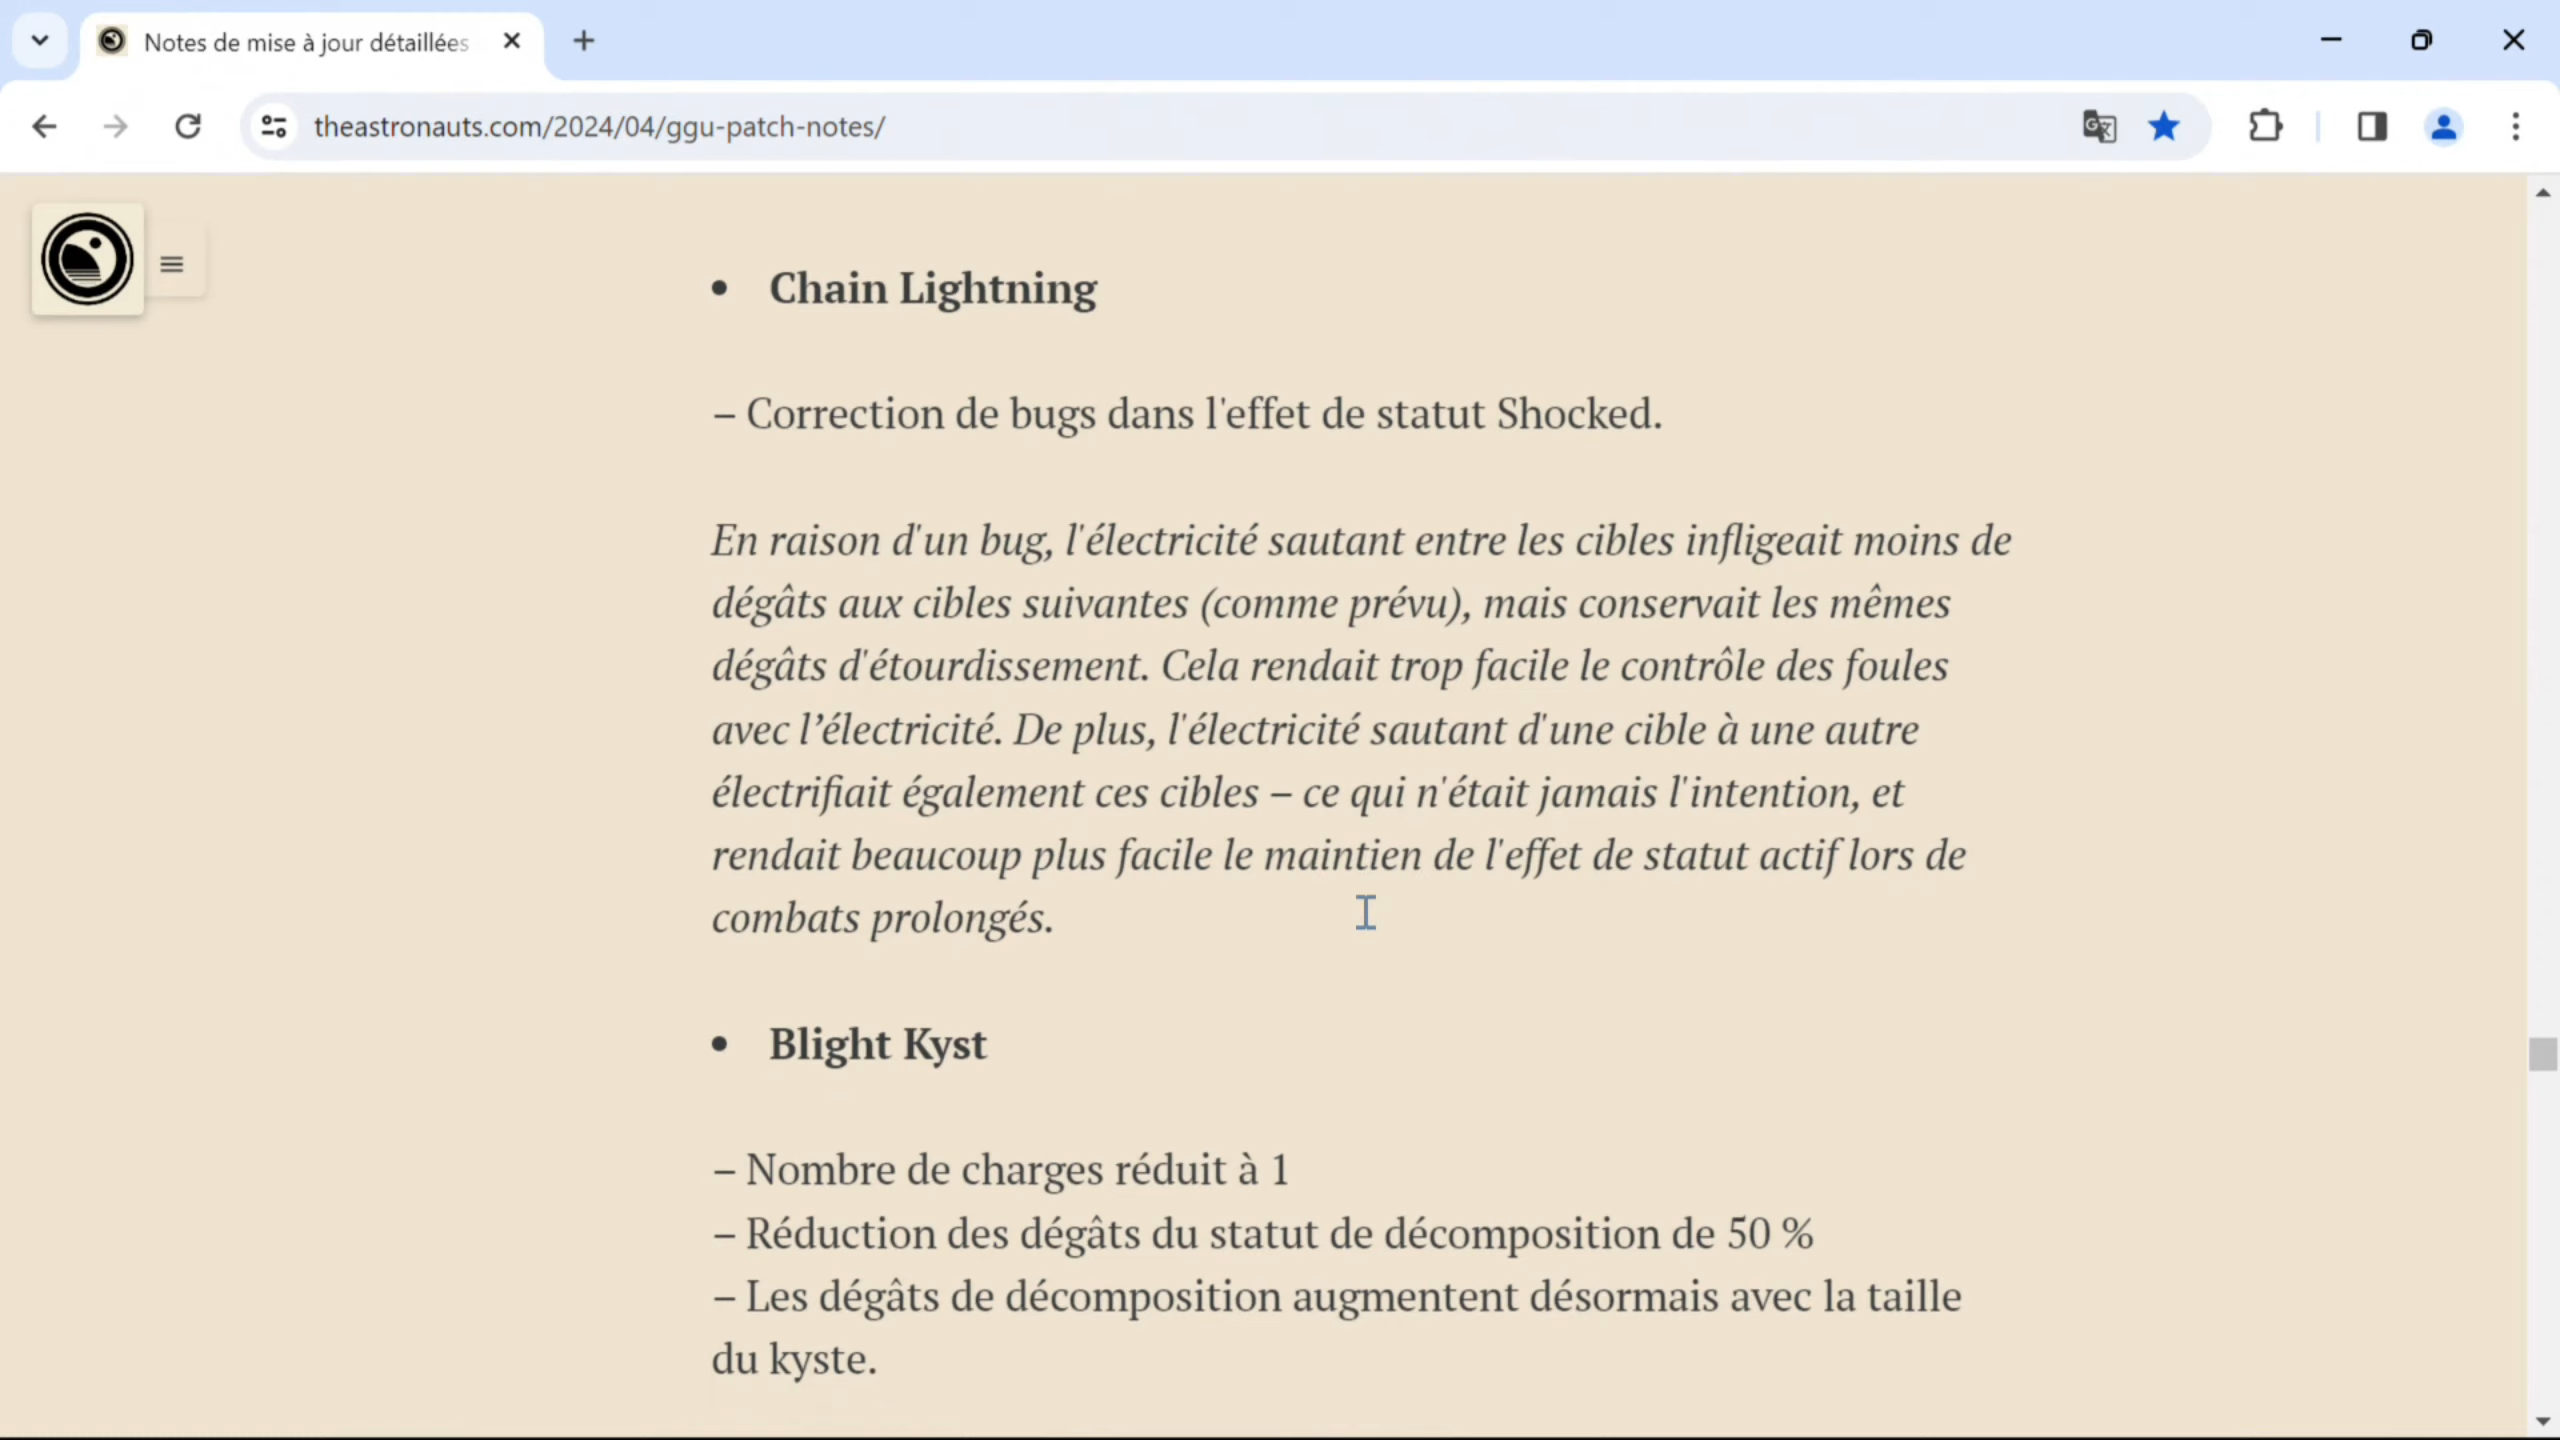 Notes de mise à jour détaillées
theastronauts.com/2024/04/ggu-patch-notes/
• Chain Lightning
– Correction de bugs dans l'effet de statut Shocked.
En raison d'un bug, l'électricité sautant entre les cibles infligeait moins de
dégâts aux cibles suivantes (comme prévu), mais conservait les mêmes
dégâts d'étourdissement. Cela rendait trop facile le contrôle des foules
avec l’électricité. De plus, l'électricité sautant d'une cible à une autre
électrifiait également ces cibles – ce qui n'était jamais l'intention, et
rendait beaucoup plus facile le maintien de l'effet de statut actif lors de
combats prolongés.
• Blight Kyst
– Nombre de charges réduit à 1
– Réduction des dégâts du statut de décomposition de 50 %
– Les dégâts de décomposition augmentent désormais avec la taille
du kyste.